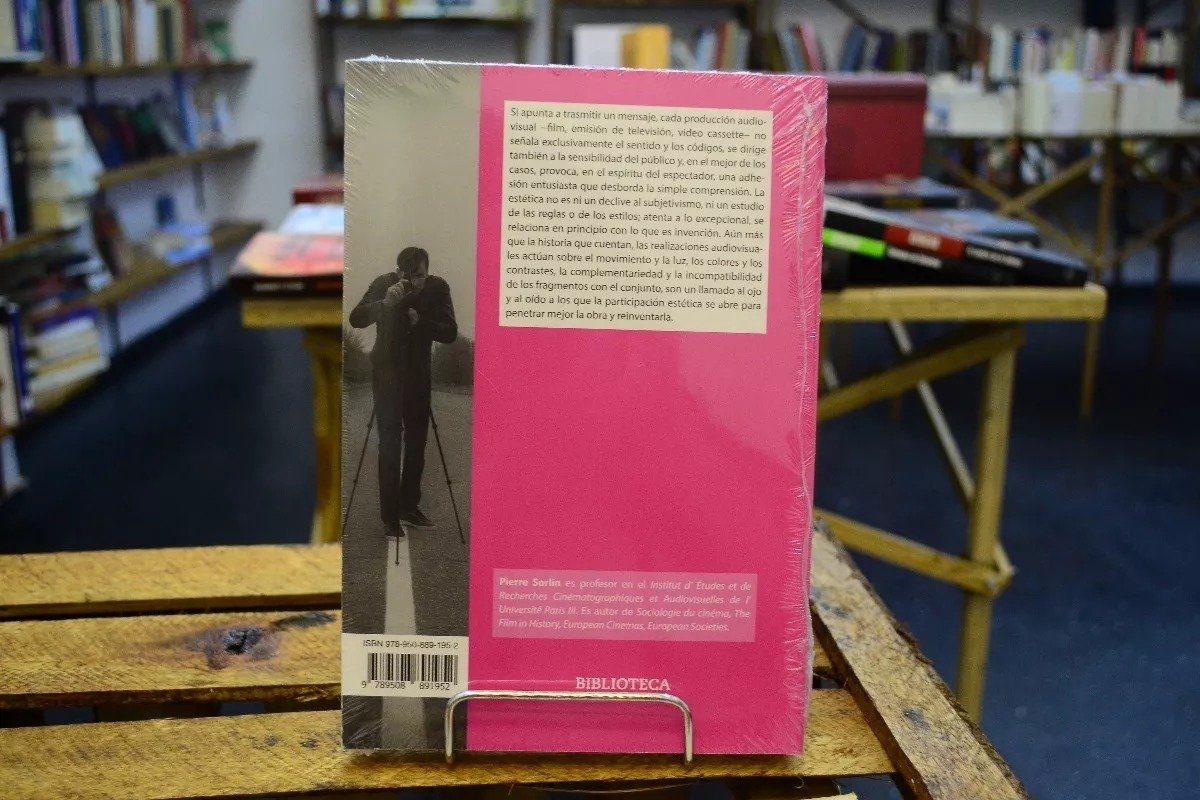 Si apunta a trasmitir un mensaje, cada producción audio-
visual –film, emisión de televisión, video cassette– no
señala exclusivamente el sentido y los códigos, se dirige
también a la sensibilidad del público y, en el mejor de los
casos, provoca, en el espíritu del espectador, una adhe-
sión entusiasta que desborda la simple comprensión. La
estética no es ni un declive al subjetivismo, ni un estudio
de las reglas o de los estilos; atenta a lo excepcional, se
relaciona en principio con lo que es invención. Aún más
que la historia que cuentan, las realizaciones audiovisua-
les actúan sobre el movimiento y la luz, los colores y los
contrastes, la complementariedad y la incompatibilidad
de los fragmentos con el conjunto, son un llamado al ojo
y al oído a los que la participación estética se abre para
penetrar mejor la obra y reinventarla.
Pierre Sorlin es profesor en el Institut d' Etudes et de
Recherches Cinématographiques et Audiovisuelles de l'
Université Paris III. Es autor de Sociologie du cinéma, The
Film in History, European Cinemas, European Societies.
ISBN 978-950-889-195-2
9 789508 891952
BIBLIOTECA